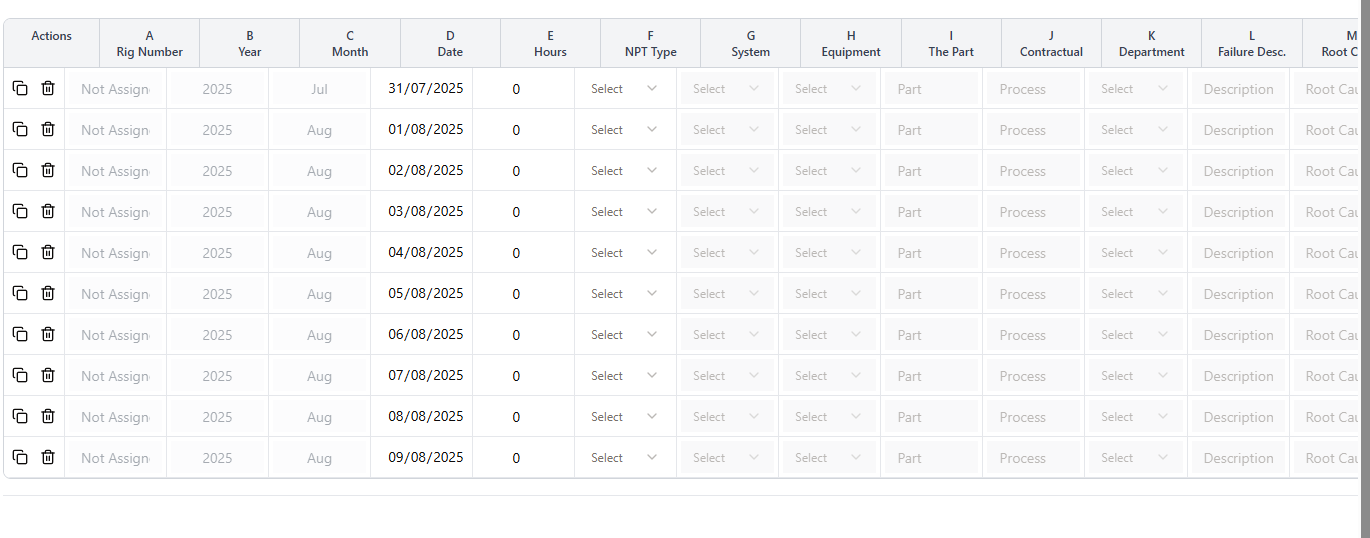 Actions A B C D E F G H I J K L M
Rig Number Year Month Date Hours NPT Type System Equipment The Part Contractual Department Failure Desc. Root C
Not Assign 2025 Jul 31/07/2025 0 Select Select Select Part Process Select Description Root Cau
Not Assign 2025 Aug 01/08/2025 0 Select Select Select Part Process Select Description Root Cau
Not Assign 2025 Aug 02/08/2025 0 Select Select Select Part Process Select Description Root Cau
Not Assign 2025 Aug 03/08/2025 0 Select Select Select Part Process Select Description Root Cau
Not Assign 2025 Aug 04/08/2025 0 Select Select Select Part Process Select Description Root Cau
Not Assign 2025 Aug 05/08/2025 0 Select Select Select Part Process Select Description Root Cau
Not Assign 2025 Aug 06/08/2025 0 Select Select Select Part Process Select Description Root Cau
Not Assign 2025 Aug 07/08/2025 0 Select Select Select Part Process Select Description Root Cau
Not Assign 2025 Aug 08/08/2025 0 Select Select Select Part Process Select Description Root Cau
Not Assign 2025 Aug 09/08/2025 0 Select Select Select Part Process Select Description Root Cau